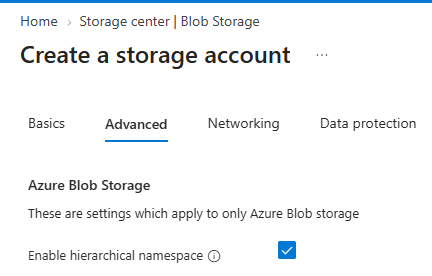 Home > Storage center | Blob Storage
Create a storage account ...
Basics Advanced Networking Data protection
Azure Blob Storage
These are settings which apply to only Azure Blob storage
Enable hierarchical namespace